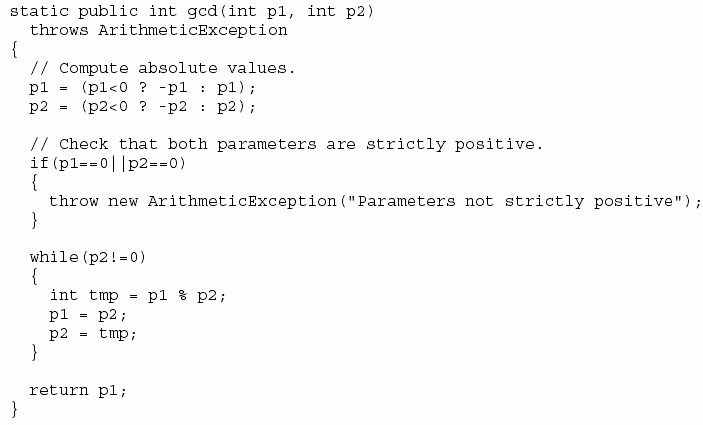 static public int gcd(int p1, int p2)
  throws ArithmeticException
{
  // Compute absolute values.
  p1 = (p1<0 ? -p1 : p1);
  p2 = (p2<0 ? -p2 : p2);

  // Check that both parameters are strictly positive.
  if(p1==0||p2==0)
  {
    throw new ArithmeticException("Parameters not strictly positive");
  }

  while(p2!=0)
  {
    int tmp = p1 % p2;
    p1 = p2;
    p2 = tmp;
  }

  return p1;
}